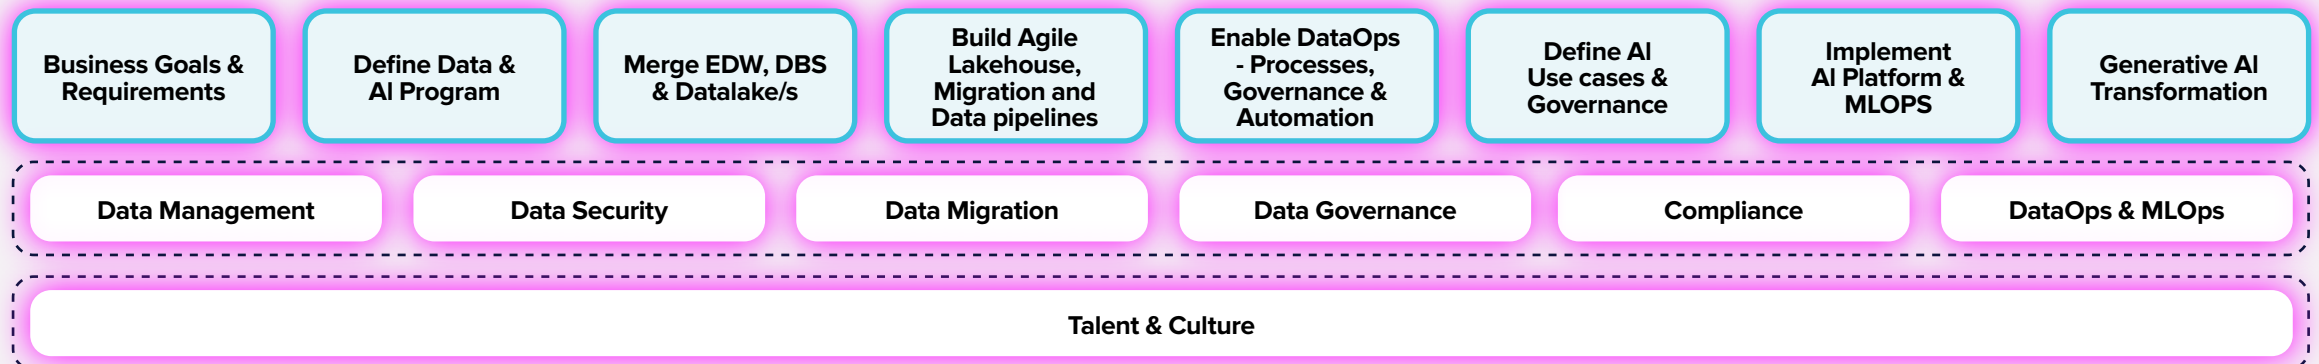 Business Goals &
Requirements
Define Data &
AI Program
Merge EDW, DBS
& Datalake/s
Build Agile
Lakehouse,
Migration and
Data pipelines
Enable DataOps
- Processes,
Governance &
Automation
Define AI
Use cases &
Governance
Implement
AI Platform &
MLOPS
Generative AI
Transformation
Data Management
Data Security
Data Migration
Data Governance
Compliance
DataOps & MLOps
Talent & Culture